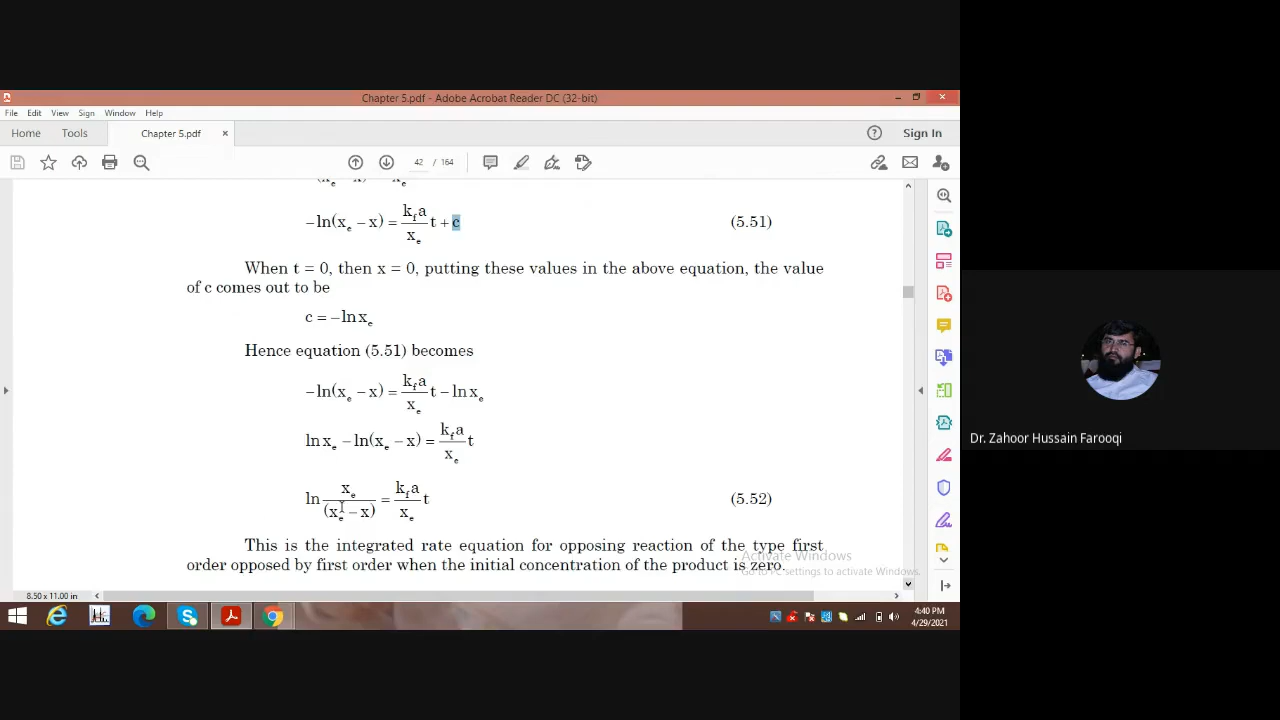 Chapter 5.pdf - Adobe Acrobat Reader DC (32-bit)
File Edit View Sign Window Help
Home Tools Chapter 5.pdf × Sign In
42 / 164
−ln(xₑ − x) = k_f a / xₑ t + c (5.51)
When t = 0, then x = 0, putting these values in the above equation, the value
of c comes out to be
c = −ln xₑ
Hence equation (5.51) becomes
−ln(xₑ − x) = k_f a / xₑ t − ln xₑ
ln xₑ − ln(xₑ − x) = k_f a / xₑ t
ln xₑ / (xₑ − x) = k_f a / xₑ t (5.52)
This is the integrated rate equation for opposing reaction of the type first
order opposed by first order when the initial concentration of the product is zero.
Activate Windows
Go to PC settings to activate Windows.
8.50 x 11.00 in
4:40 PM
4/29/2021
Dr. Zahoor Hussain Farooqi